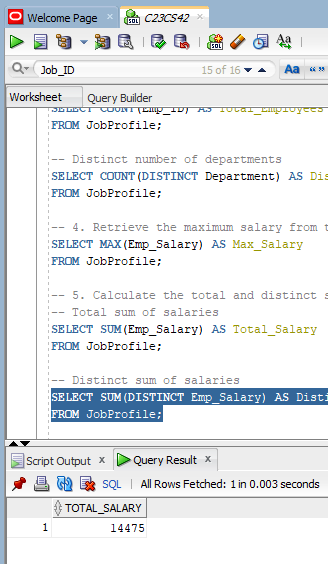 Welcome Page x C23CS42 x
Job_ID 15 of 16 Aa “ ”
Worksheet Query Builder
SELECT COUNT(Emp_ID) AS Total_Employees
FROM JobProfile;
-- Distinct number of departments
SELECT COUNT(DISTINCT Department) AS Dis
FROM JobProfile;
-- 4. Retrieve the maximum salary from t
SELECT MAX(Emp_Salary) AS Max_Salary
FROM JobProfile;
-- 5. Calculate the total and distinct s
-- Total sum of salaries
SELECT SUM(Emp_Salary) AS Total_Salary
FROM JobProfile;
-- Distinct sum of salaries
SELECT SUM(DISTINCT Emp_Salary) AS Disti
FROM JobProfile;
Script Output x Query Result x
SQL | All Rows Fetched: 1 in 0.003 seconds
TOTAL_SALARY
1 14475